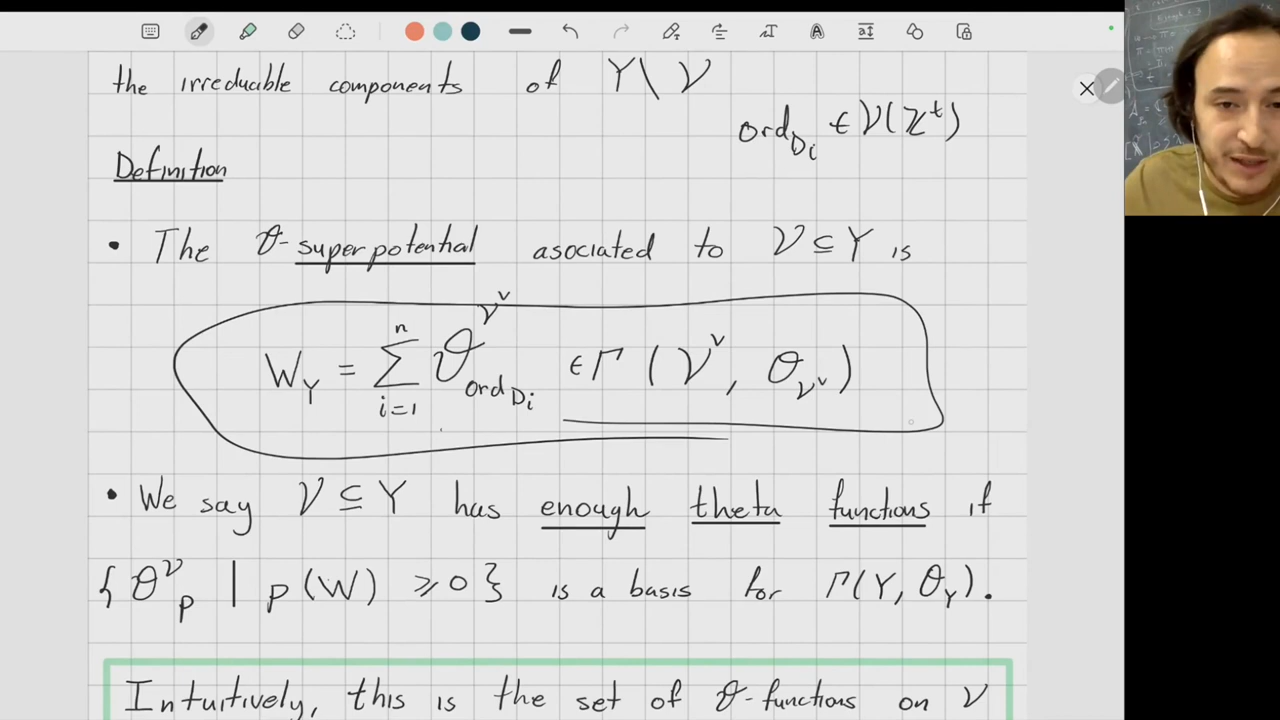 the irreduable components of Y \ V
ord_{D_i} ∈ V(ℤ^t)
Definition
• The ϑ-superpotential asociated to V ⊆ Y is
W_Y = Σ_{i=1}^{n} ϑ^{V^∨}_{ord_{D_i}} ∈ Γ(V^∨, O_{V^∨})
• We say V ⊆ Y has enough theta functions if
{ θ^V_p | p(W) ≥ 0 } is a basis for Γ(Y, O_Y).
Intuitively, this is the set of ϑ-functions on V